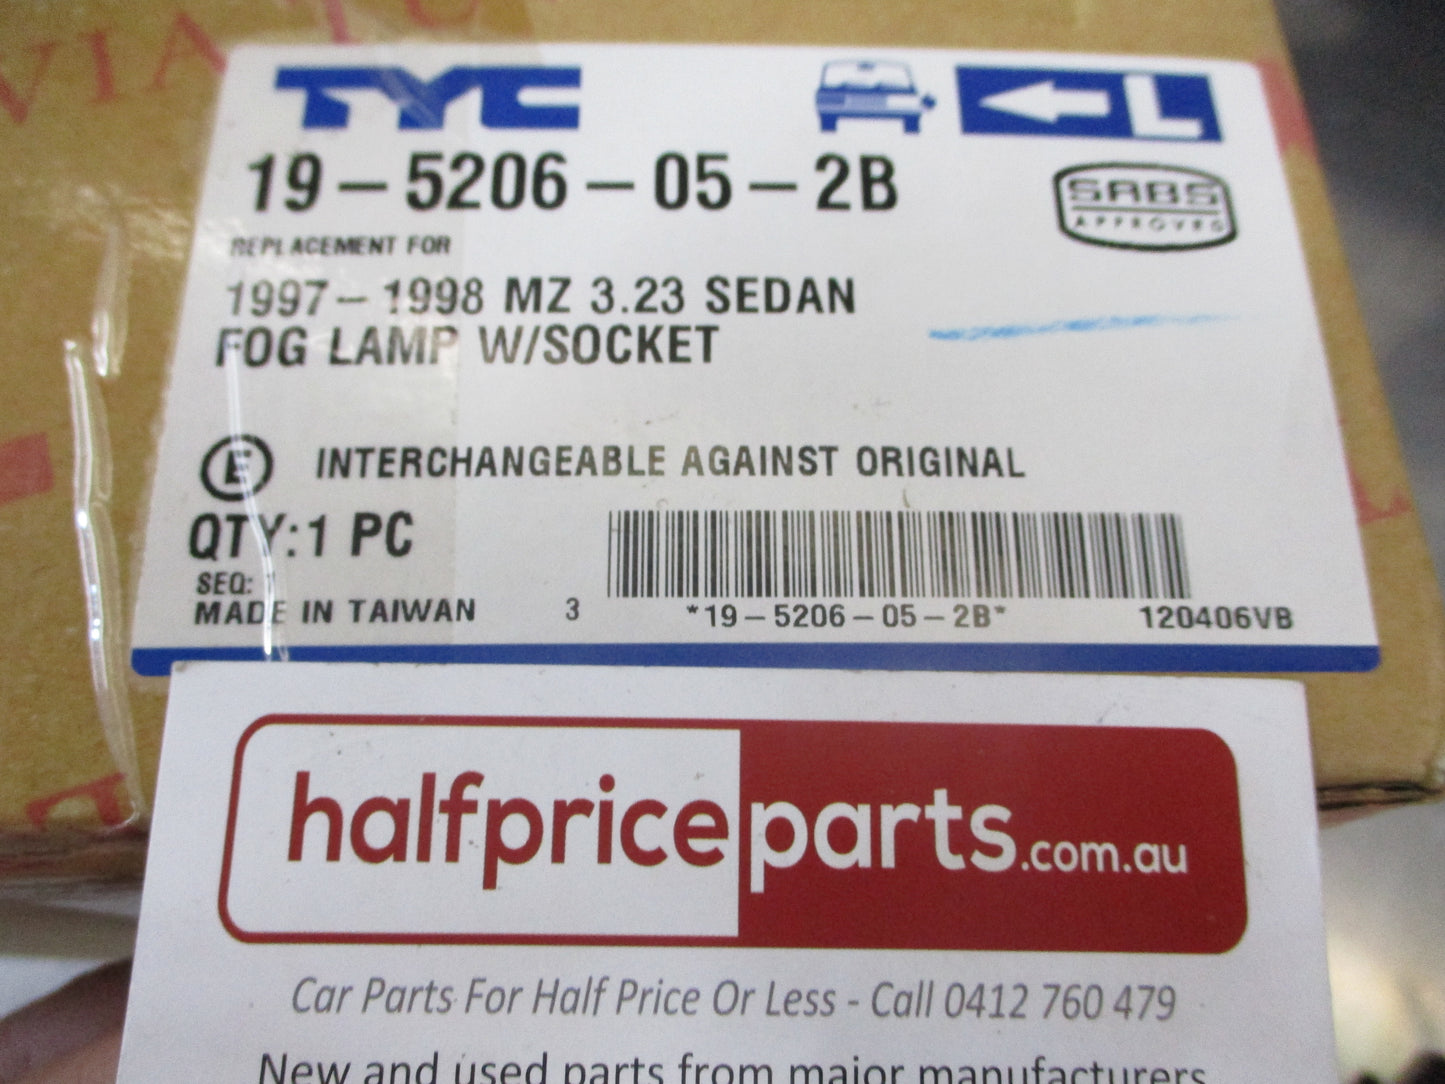 VIA T
TYC
L
19-5206-05-2B
SABS
APPROVED
REPLACEMENT FOR
1997-1998 MZ 3.23 SEDAN
FOG LAMP W/SOCKET
E INTERCHANGEABLE AGAINST ORIGINAL
QTY:1 PC
SEQ: 1
MADE IN TAIWAN
3
*19-5206-05-2B*
120406VB
halfpriceparts.com.au
Car Parts For Half Price Or Less - Call 0412 760 479
New and used parts from major manufacturers